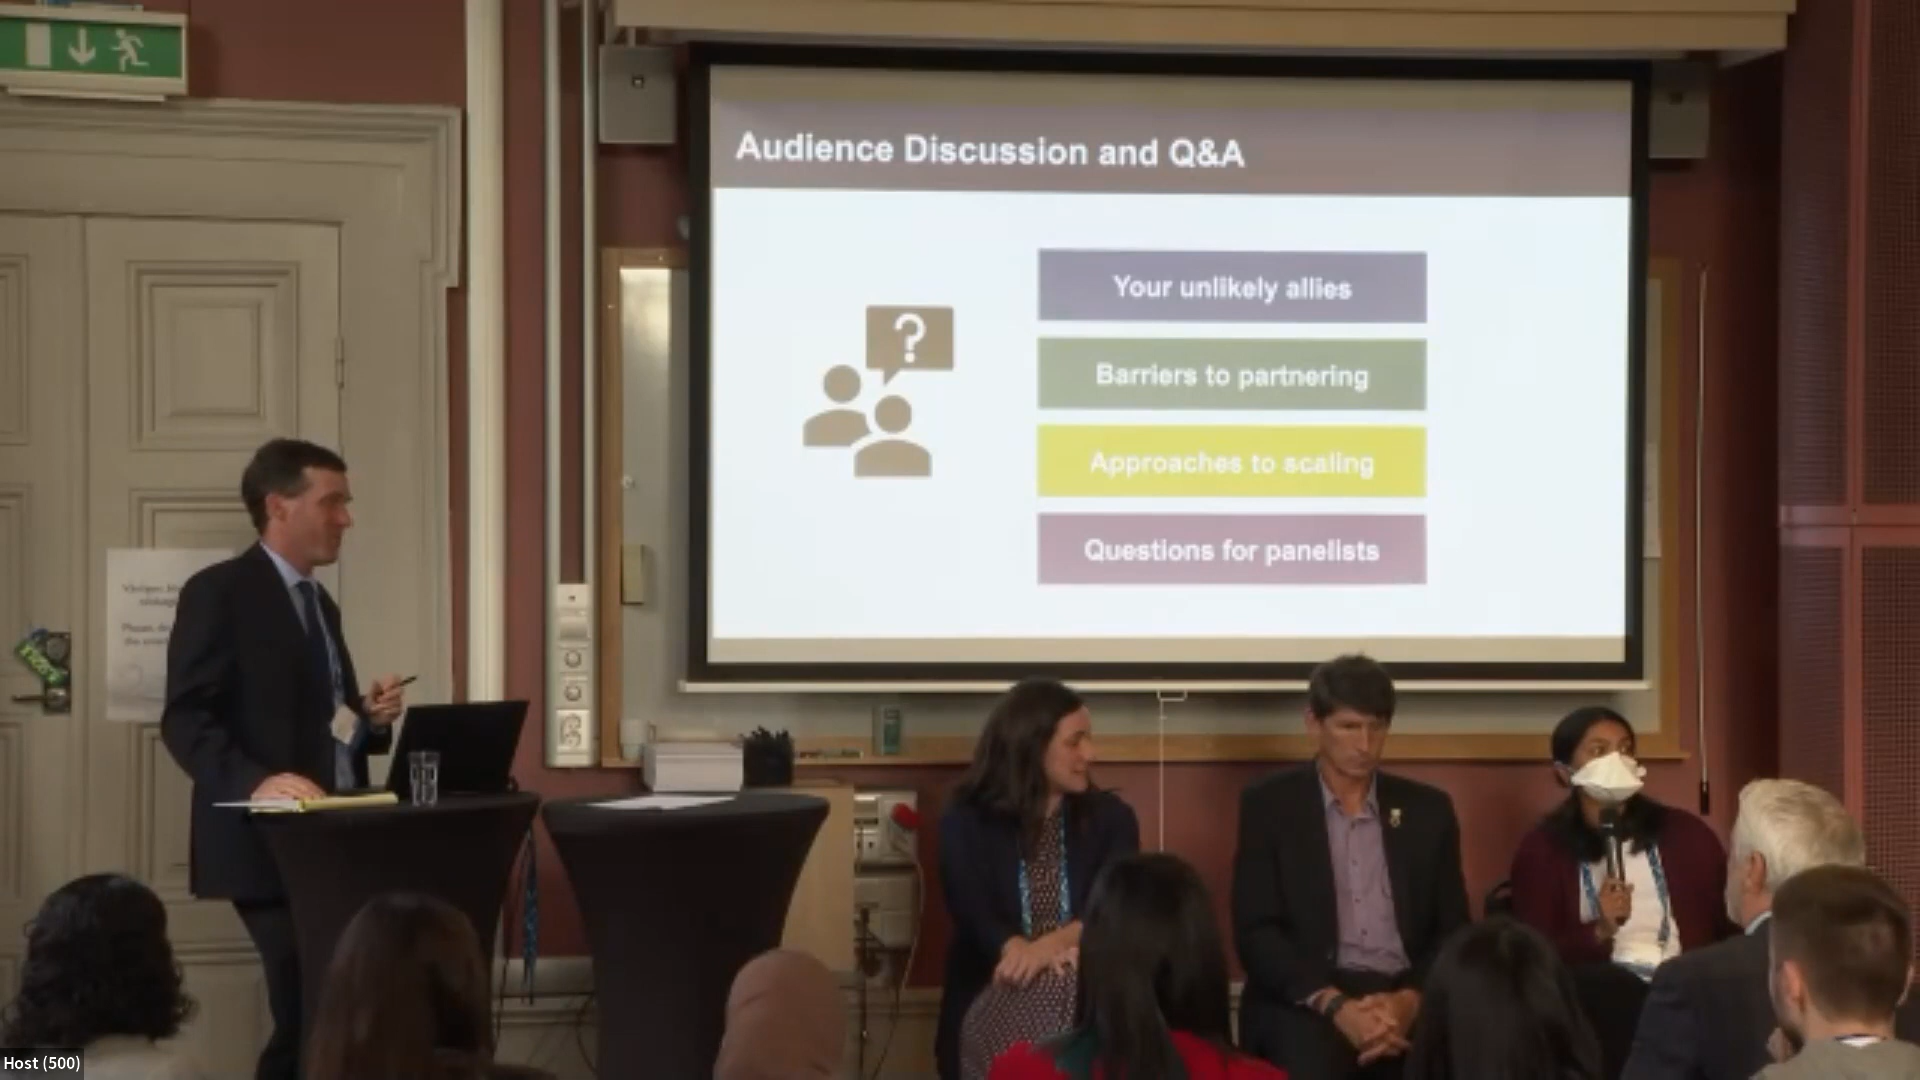 Audience Discussion and Q&A
?
Your unlikely allies
Barriers to partnering
Approaches to scaling
Questions for panelists
Host (500)